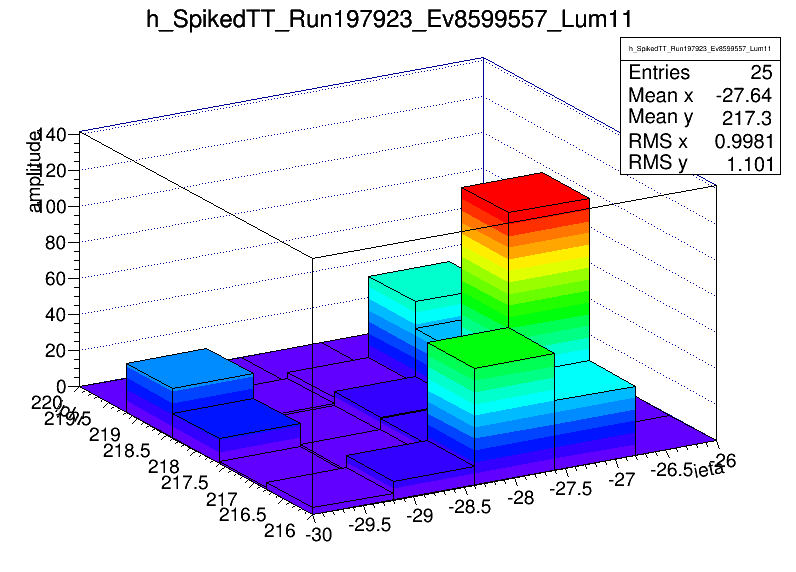 h_SpikedTT_Run197923_Ev8599557_Lum11
h_SpikedTT_Run197923_Ev8599557_Lum11
Entries 25
Mean x -27.64
Mean y 217.3
RMS x 0.9981
RMS y 1.101
amplitude
140
120
100
80
60
40
20
0
220
219.5
219
218.5
218
217.5
217
216.5
216
iphi
-30
-29.5
-29
-28.5
-28
-27.5
-27
-26.5
-26
ieta